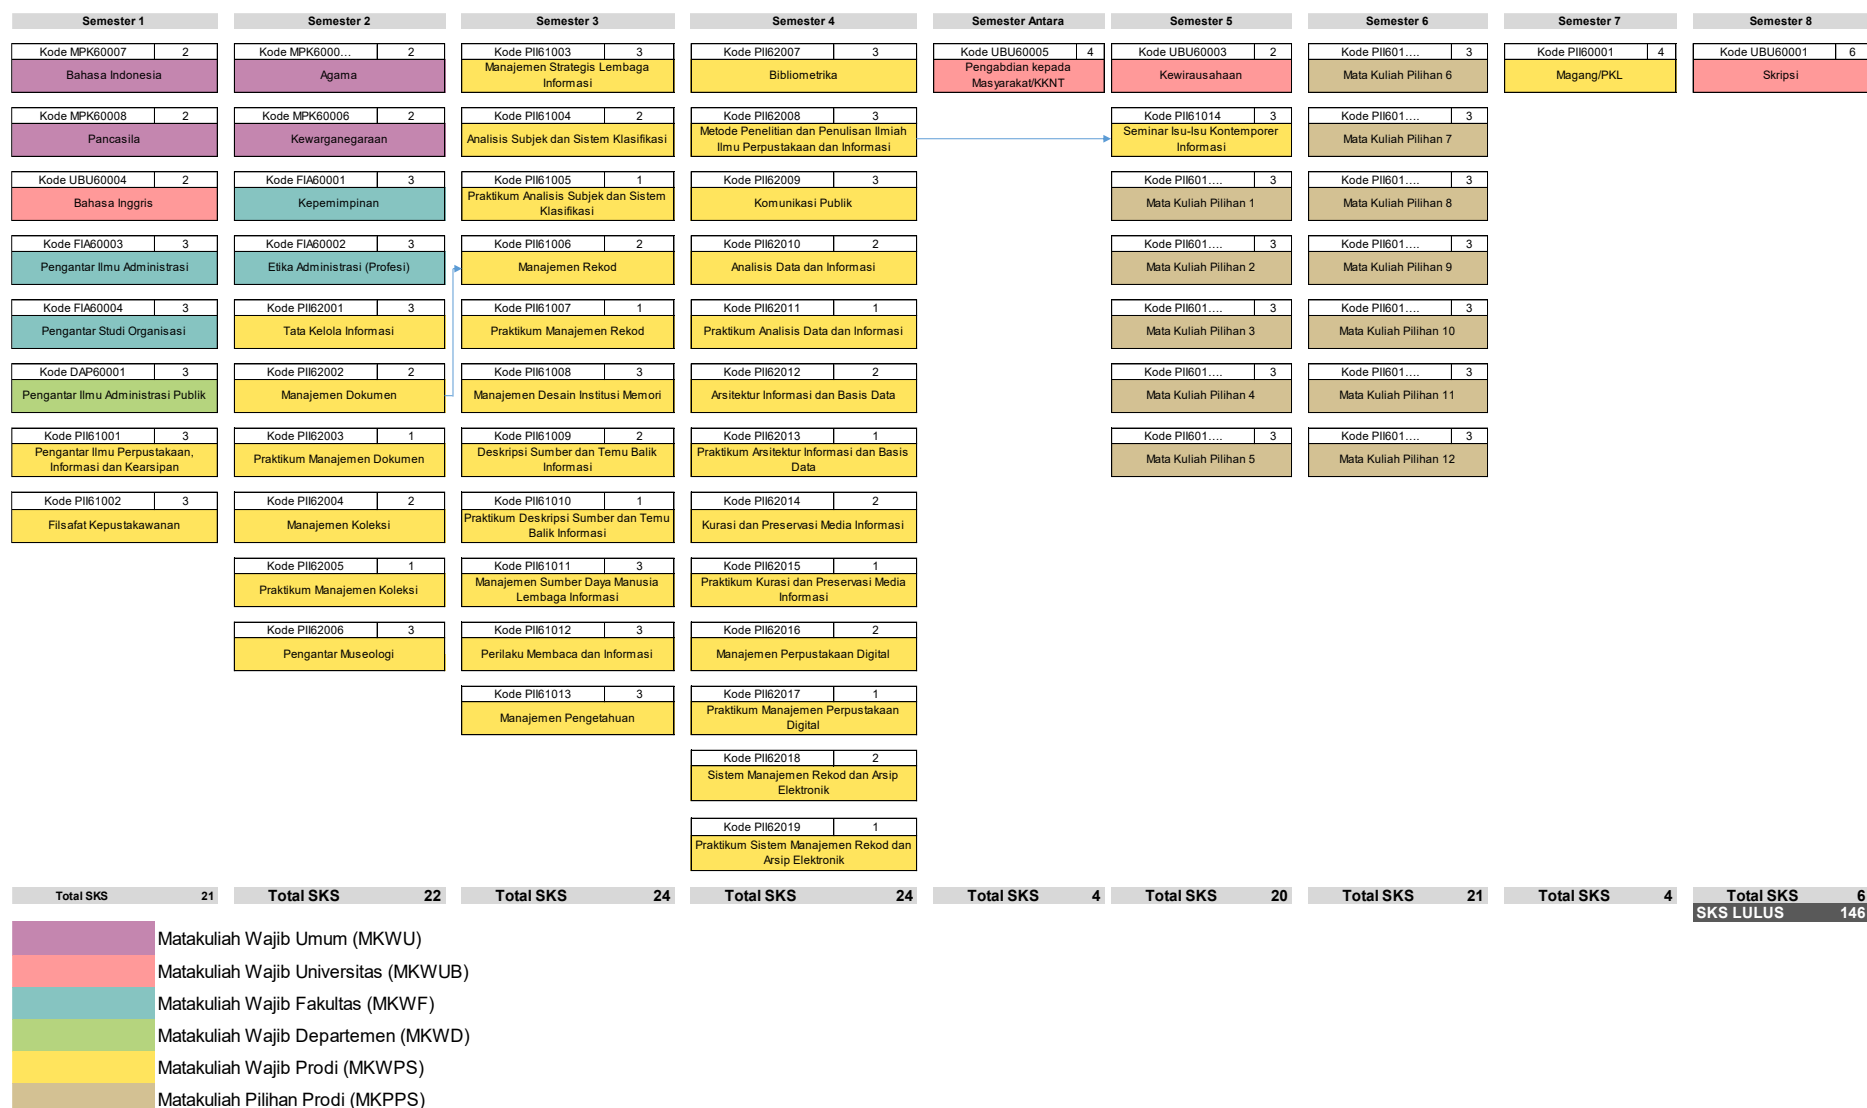 Semester 1
Kode MPK60007 2
Bahasa Indonesia
Kode MPK60008 2
Pancasila
Kode UBU60004 2
Bahasa Inggris
Kode FIA60003 3
Pengantar Ilmu Administrasi
Kode FIA60004 3
Pengantar Studi Organisasi
Kode DAP60001 3
Pengantar Ilmu Administrasi Publik
Kode PII61001 3
Pengantar Ilmu Perpustakaan,
Informasi dan Kearsipan
Kode PII61002 3
Filsafat Kepustakawanan
Total SKS 21
Semester 2
Kode MPK6000... 2
Agama
Kode MPK60006 2
Kewarganegaraan
Kode FIA60001 3
Kepemimpinan
Kode FIA60002 3
Etika Administrasi (Profesi)
Kode PII62001 3
Tata Kelola Informasi
Kode PII62002 2
Manajemen Dokumen
Kode PII62003 1
Praktikum Manajemen Dokumen
Kode PII62004 2
Manajemen Koleksi
Kode PII62005 1
Praktikum Manajemen Koleksi
Kode PII62006 3
Pengantar Museologi
Total SKS 22
Semester 3
Kode PII61003 3
Manajemen Strategis Lembaga
Informasi
Kode PII61004 2
Analisis Subjek dan Sistem Klasifikasi
Kode PII61005 1
Praktikum Analisis Subjek dan Sistem
Klasifikasi
Kode PII61006 2
Manajemen Rekod
Kode PII61007 1
Praktikum Manajemen Rekod
Kode PII61008 3
Manajemen Desain Institusi Memori
Kode PII61009 2
Deskripsi Sumber dan Temu Balik
Informasi
Kode PII61010 1
Praktikum Deskripsi Sumber dan Temu
Balik Informasi
Kode PII61011 3
Manajemen Sumber Daya Manusia
Lembaga Informasi
Kode PII61012 3
Perilaku Membaca dan Informasi
Kode PII61013 3
Manajemen Pengetahuan
Total SKS 24
Semester 4
Kode PII62007 3
Bibliometrika
Kode PII62008 3
Metode Penelitian dan Penulisan Ilmiah
Ilmu Perpustakaan dan Informasi
Kode PII62009 3
Komunikasi Publik
Kode PII62010 2
Analisis Data dan Informasi
Kode PII62011 1
Praktikum Analisis Data dan Informasi
Kode PII62012 2
Arsitektur Informasi dan Basis Data
Kode PII62013 1
Praktikum Arsitektur Informasi dan Basis
Data
Kode PII62014 2
Kurasi dan Preservasi Media Informasi
Kode PII62015 1
Praktikum Kurasi dan Preservasi Media
Informasi
Kode PII62016 2
Manajemen Perpustakaan Digital
Kode PII62017 1
Praktikum Manajemen Perpustakaan
Digital
Kode PII62018 2
Sistem Manajemen Rekod dan Arsip
Elektronik
Kode PII62019 1
Praktikum Sistem Manajemen Rekod dan
Arsip Elektronik
Total SKS 24
Semester Antara
Kode UBU60005 4
Pengabdian kepada
Masyarakat/KKNT
Total SKS 4
Semester 5
Kode UBU60003 2
Kewirausahaan
Kode PII61014 3
Seminar Isu-Isu Kontemporer
Informasi
Kode PII601.... 3
Mata Kuliah Pilihan 1
Kode PII601.... 3
Mata Kuliah Pilihan 2
Kode PII601.... 3
Mata Kuliah Pilihan 3
Kode PII601.... 3
Mata Kuliah Pilihan 4
Kode PII601.... 3
Mata Kuliah Pilihan 5
Total SKS 20
Semester 6
Kode PII601.... 3
Mata Kuliah Pilihan 6
Kode PII601.... 3
Mata Kuliah Pilihan 7
Kode PII601.... 3
Mata Kuliah Pilihan 8
Kode PII601.... 3
Mata Kuliah Pilihan 9
Kode PII601.... 3
Mata Kuliah Pilihan 10
Kode PII601.... 3
Mata Kuliah Pilihan 11
Kode PII601.... 3
Mata Kuliah Pilihan 12
Total SKS 21
Semester 7
Kode PII60001 4
Magang/PKL
Total SKS 4
Semester 8
Kode UBU60001 6
Skripsi
Total SKS 6
SKS LULUS 146
Matakuliah Wajib Umum (MKWU)
Matakuliah Wajib Universitas (MKWUB)
Matakuliah Wajib Fakultas (MKWF)
Matakuliah Wajib Departemen (MKWD)
Matakuliah Wajib Prodi (MKWPS)
Matakuliah Pilihan Prodi (MKPPS)